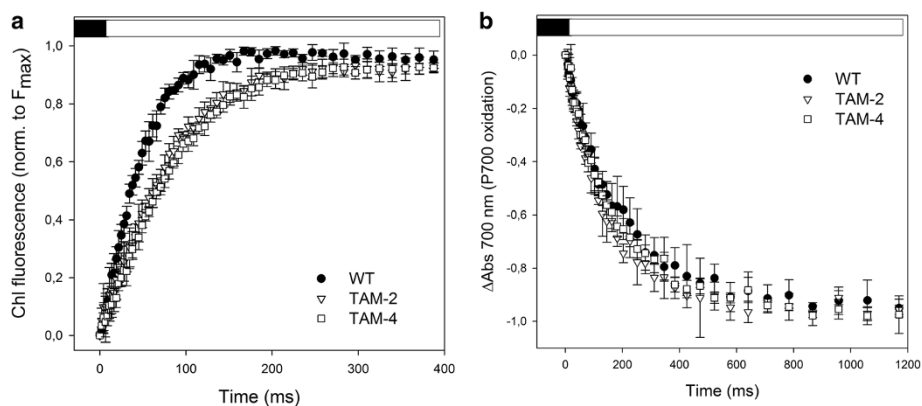 a
Chl fluorescence (norm. to Fmax)
1,0
0,8
0,6
0,4
0,2
0,0
WT
TAM-2
TAM-4
0 100 200 300 400
Time (ms)
b
ΔAbs 700 nm (P700 oxidation)
0,0
-0,2
-0,4
-0,6
-0,8
-1,0
WT
TAM-2
TAM-4
0 200 400 600 800 1000 1200
Time (ms)